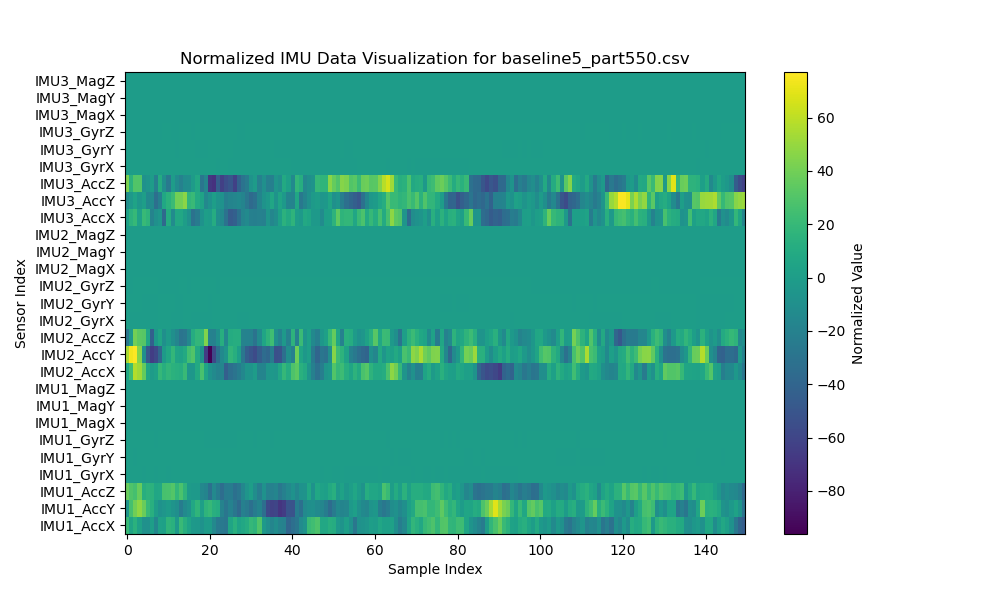 Normalized IMU Data Visualization for baseline5_part550.csv
IMU3_MagZ
IMU3_MagY
IMU3_MagX
IMU3_GyrZ
IMU3_GyrY
IMU3_GyrX
IMU3_AccZ
IMU3_AccY
IMU3_AccX
IMU2_MagZ
IMU2_MagY
IMU2_MagX
IMU2_GyrZ
IMU2_GyrY
IMU2_GyrX
IMU2_AccZ
IMU2_AccY
IMU2_AccX
IMU1_MagZ
IMU1_MagY
IMU1_MagX
IMU1_GyrZ
IMU1_GyrY
IMU1_GyrX
IMU1_AccZ
IMU1_AccY
IMU1_AccX
Sensor Index
0 20 40 60 80 100 120 140
Sample Index
60
40
20
0
−20
−40
−60
−80
Normalized Value